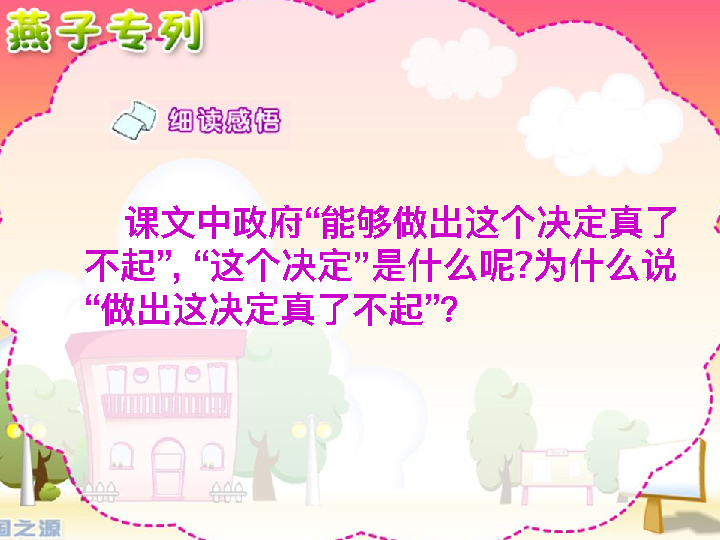 燕子专列
细读感悟
课文中政府“能够做出这个决定真了
不起”, “这个决定”是什么呢?为什么说
“做出这决定真了不起”?
国之源